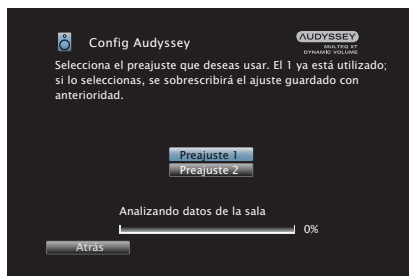 Config Audyssey
AUDYSSEY
MULTEQ XT
DYNAMIC VOLUME
Selecciona el preajuste que deseas usar. El 1 ya está utilizado;
si lo seleccionas, se sobrescribirá el ajuste guardado con
anterioridad.
Preajuste 1
Preajuste 2
Analizando datos de la sala
0%
Atrás